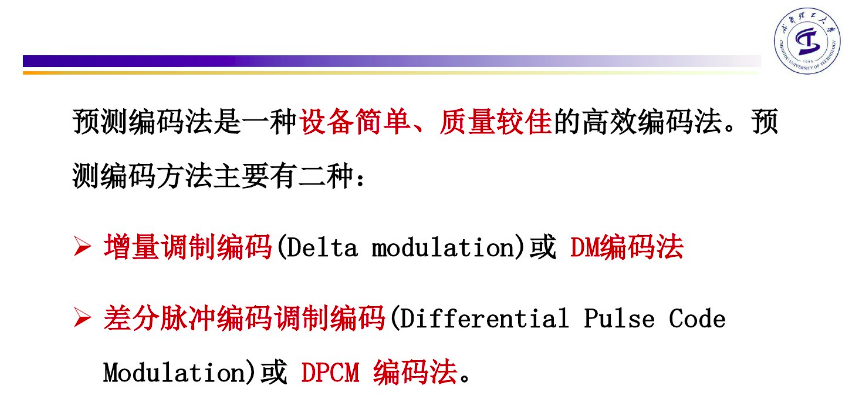 预测编码法是一种设备简单、质量较佳的高效编码法。预
测编码方法主要有二种：
➢ 增量调制编码(Delta modulation)或 DM编码法
➢ 差分脉冲编码调制编码(Differential Pulse Code
Modulation)或 DPCM 编码法。